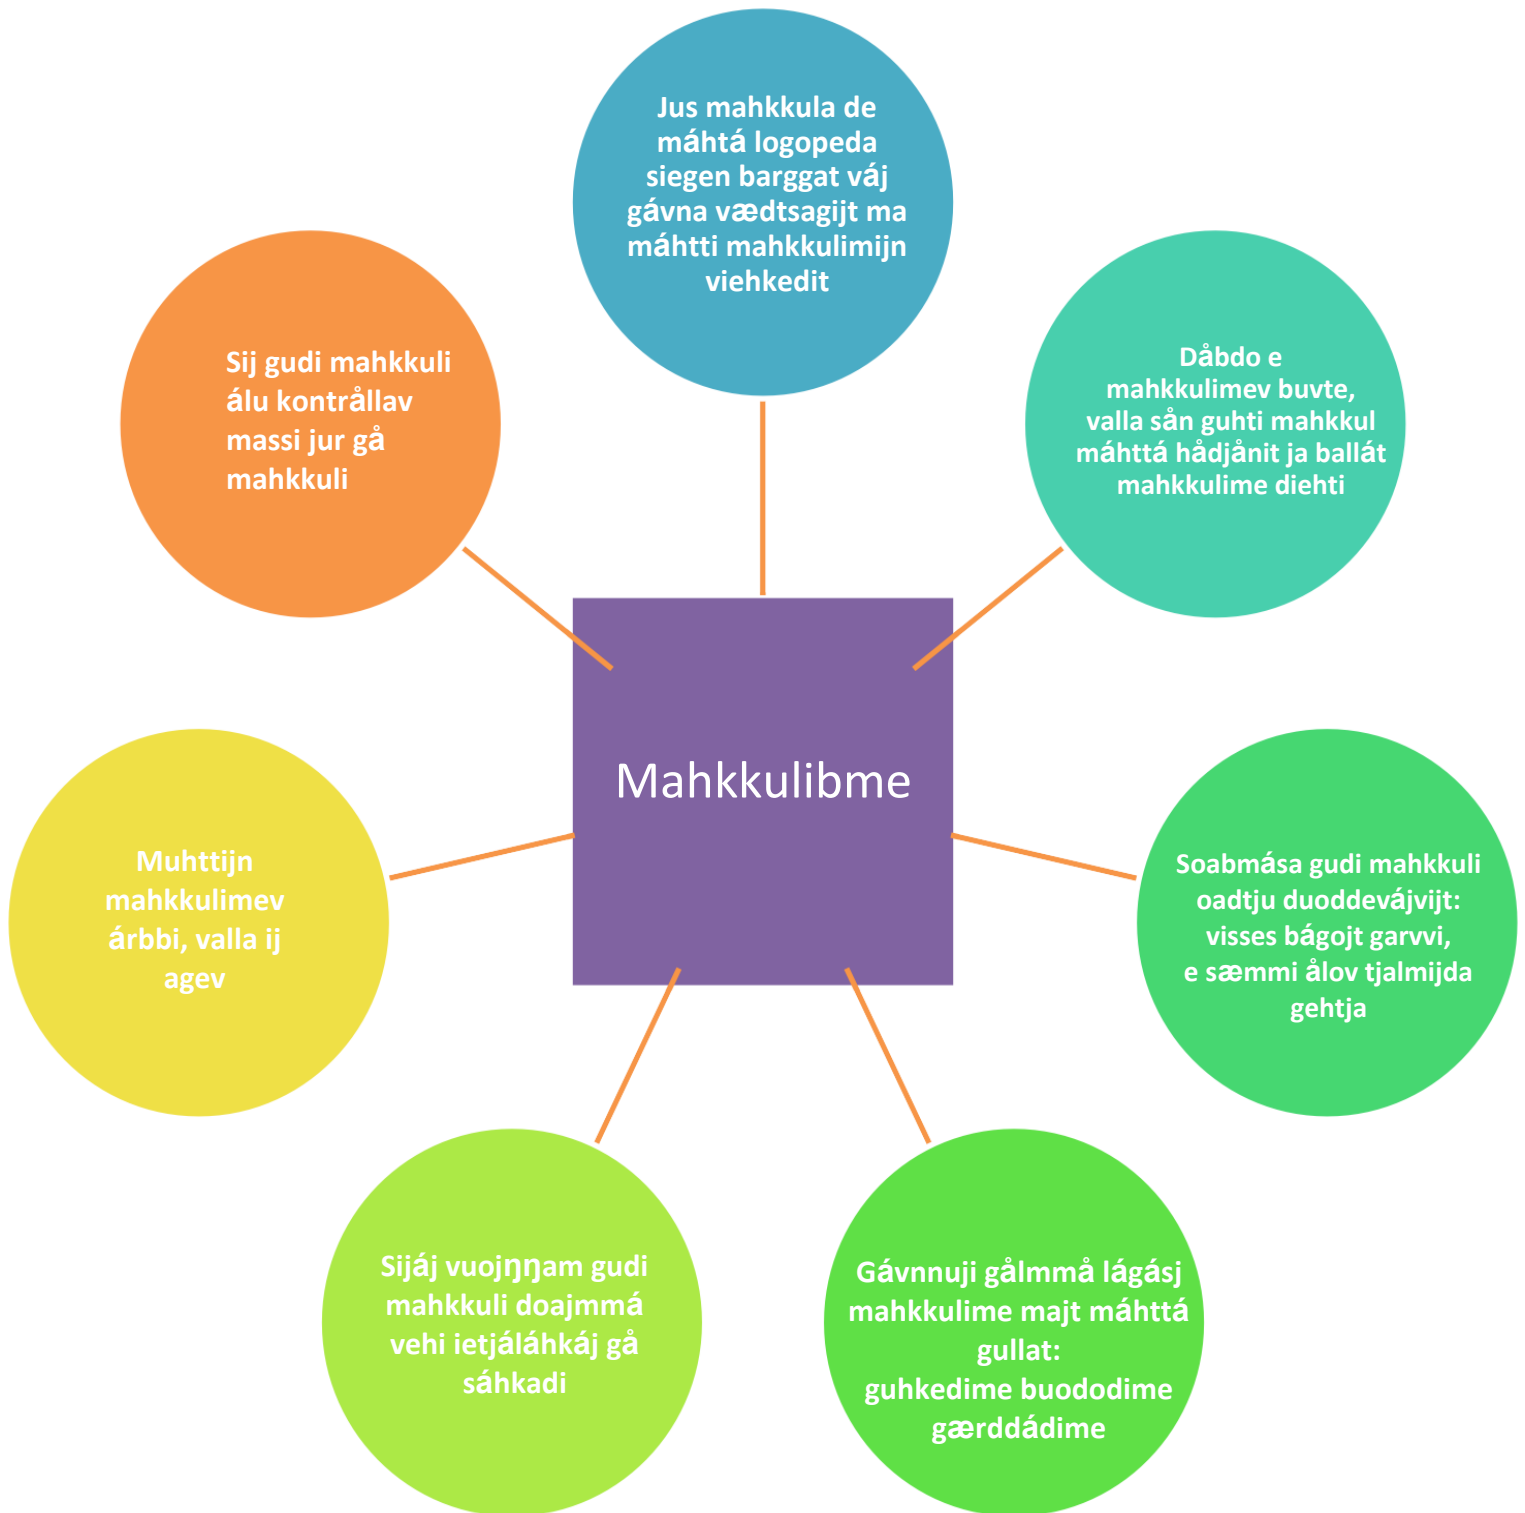 Jus mahkkula de
máhtá logopeda
siegen barggat váj
gávna vædtsagijt ma
máhtti mahkkulimijn
viehkedit
Dåbdo e
mahkkulimev buvte,
valla sån guhti mahkkul
máhttá hådjånit ja ballát
mahkkulime diehti
Soabmása gudi mahkkuli
oadtju duoddevájvijt:
visses bágojt garvvi,
e sæmmi ålov tjalmijda
gehtja
Gávnnuji gålmmå lágásj
mahkkulime majt máhttá
gullat:
guhkedime buododime
gærddádime
Sijáj vuojŋŋam gudi
mahkkuli doajmmá
vehi ietjáláhkáj gå
sáhkadi
Muhttijn
mahkkulimev
árbbi, valla ij
agev
Sij gudi mahkkuli
álu kontrållav
massi jur gå
mahkkuli
Mahkkulibme